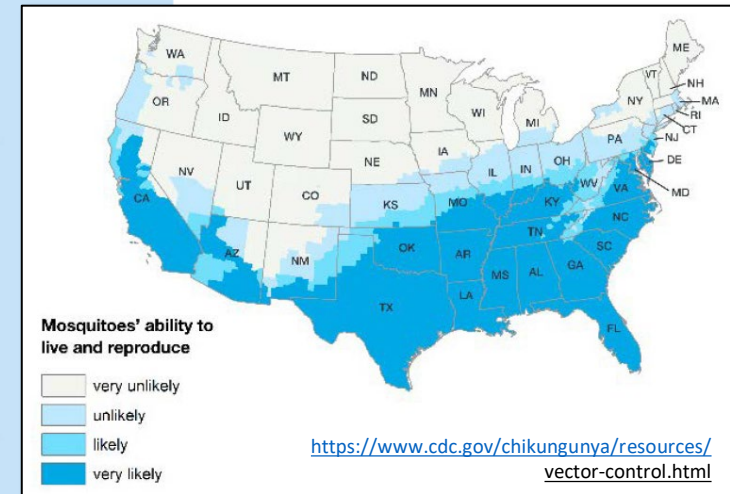 ME
WA
VT
NH
MT
ND
MN
NY
MA
OR
WI
RI
ID
SD
MI
CT
WY
PA
NJ
IA
NE
OH
DE
NV
IL
IN
UT
CO
WV
MD
CA
KS
MO
KY
VA
NC
TN
AZ
NM
OK
AR
SC
MS
AL
GA
LA
TX
FL
Mosquitoes’ ability to
live and reproduce
very unlikely
unlikely
likely
very likely
https://www.cdc.gov/chikungunya/resources/
vector-control.html